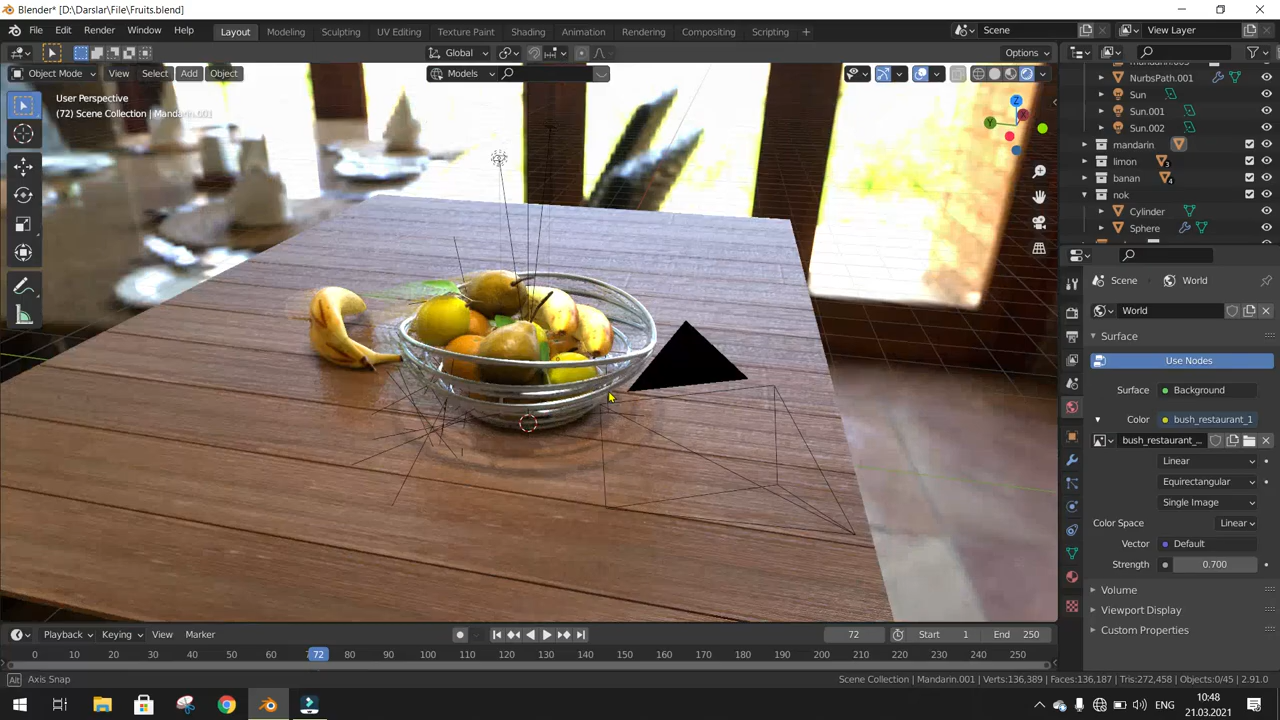 Blender* [D:\Darslar\File\Fruits.blend]
File Edit Render Window Help Layout Modeling Sculpting UV Editing Texture Paint Shading Animation Rendering Compositing Scripting + Scene View Layer
Global Options
Object Mode View Select Add Object Models
User Perspective
(72) Scene Collection | Mandarin.001
Z
Y
X
NurbsPath.001
Sun
Sun.001
Sun.002
mandarin
limon 3
banan 4
nok
Cylinder
Sphere
Scene World
World
Surface
Use Nodes
Surface Background
Color bush_restaurant_1
bush_restaurant_...
Linear
Equirectangular
Single Image
Color Space Linear
Vector Default
Strength 0.700
Volume
Viewport Display
Custom Properties
Playback Keying View Marker 72 Start 1 End 250
0 10 20 30 40 50 60 72 80 90 100 110 120 130 140 150 160 170 180 190 200 210 220 230 240 250
Alt Axis Snap Scene Collection | Mandarin.001 | Verts:136,389 | Faces:136,187 | Tris:272,458 | Objects:0/45 | 2.91.0
ENG 10:48
21.03.2021